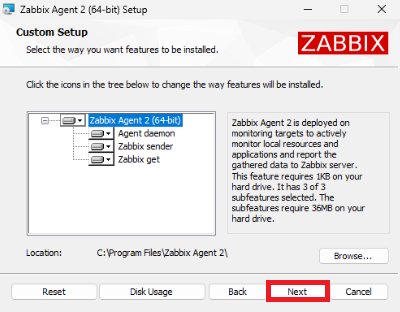 Zabbix Agent 2 (64-bit) Setup
Custom Setup
Select the way you want features to be installed.
ZABBIX
Click the icons in the tree below to change the way features will be installed.
Zabbix Agent 2 (64-bit)
Agent daemon
Zabbix sender
Zabbix get
Zabbix Agent 2 is deployed on
monitoring targets to actively
monitor local resources and
applications and report the
gathered data to Zabbix server.
This feature requires 1KB on your
hard drive. It has 3 of 3
subfeatures selected. The
subfeatures require 36MB on your
hard drive.
Location: C:\Program Files\Zabbix Agent 2\
Browse...
Reset Disk Usage Back Next Cancel